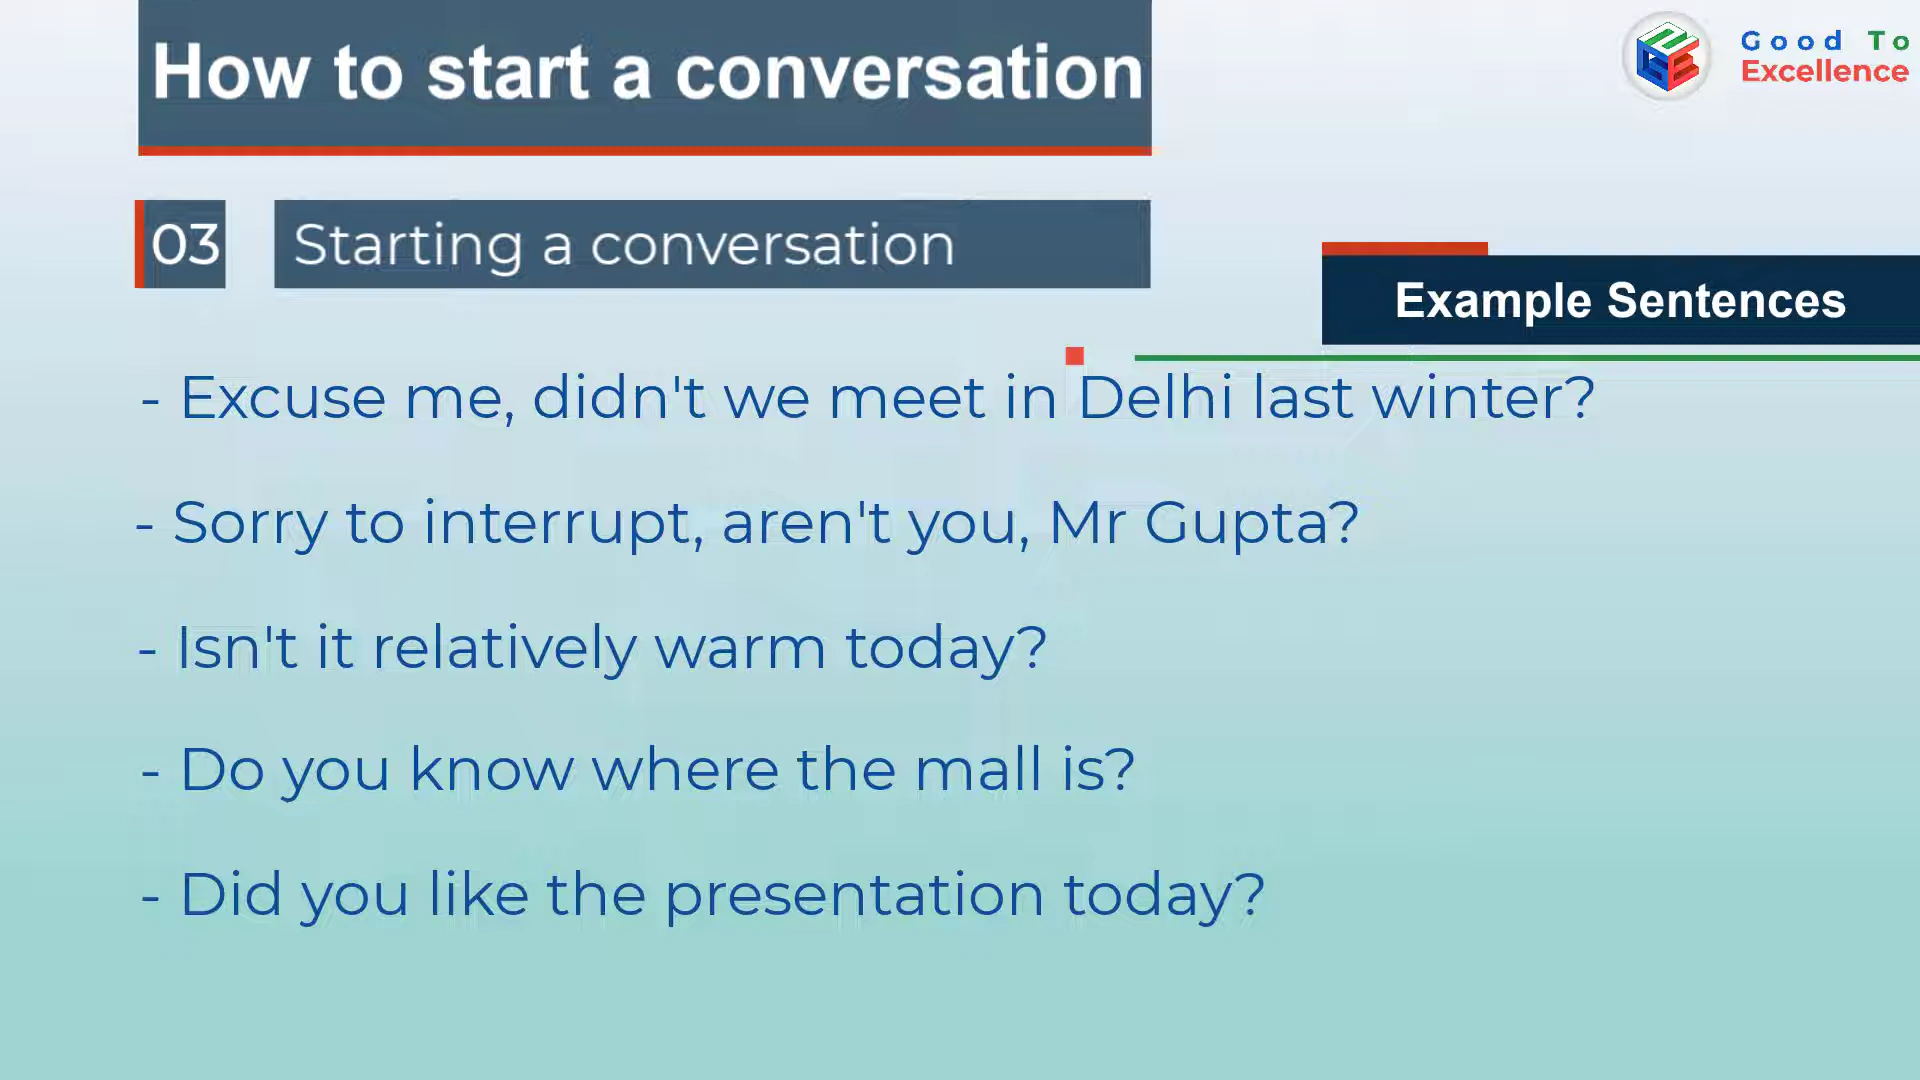 How to start a conversation
Good To
Excellence
03
Starting a conversation
Example Sentences
- Excuse me, didn't we meet in Delhi last winter?
- Sorry to interrupt, aren't you, Mr Gupta?
- Isn't it relatively warm today?
- Do you know where the mall is?
- Did you like the presentation today?